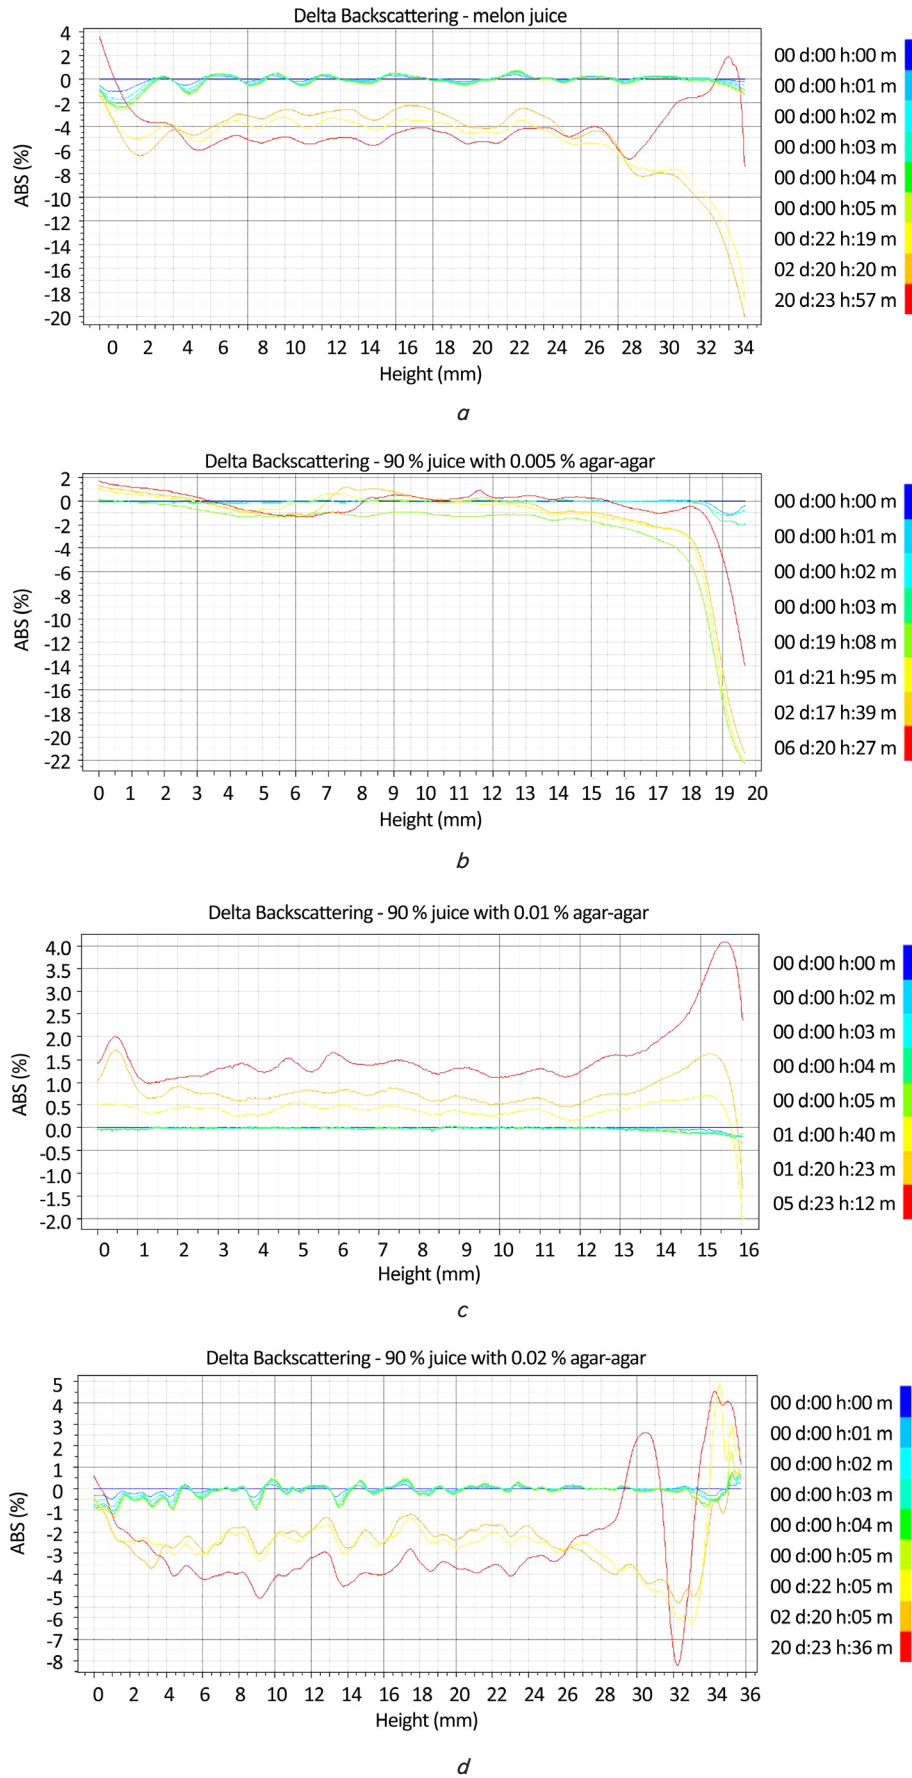 Delta Backscattering - melon juice
4
2
0
-2
-4
-6
-8
-10
-12
-14
-16
-18
-20
ABS (%)
0 2 4 6 8 10 12 14 16 18 20 22 24 26 28 30 32 34
Height (mm)
00 d:00 h:00 m
00 d:00 h:01 m
00 d:00 h:02 m
00 d:00 h:03 m
00 d:00 h:04 m
00 d:00 h:05 m
00 d:22 h:19 m
02 d:20 h:20 m
20 d:23 h:57 m
a
Delta Backscattering - 90 % juice with 0.005 % agar-agar
2
0
-2
-4
-6
-8
-10
-12
-14
-16
-18
-20
-22
ABS (%)
0 1 2 3 4 5 6 7 8 9 10 11 12 13 14 15 16 17 18 19 20
Height (mm)
00 d:00 h:00 m
00 d:00 h:01 m
00 d:00 h:02 m
00 d:00 h:03 m
00 d:19 h:08 m
01 d:21 h:95 m
02 d:17 h:39 m
06 d:20 h:27 m
b
Delta Backscattering - 90 % juice with 0.01 % agar-agar
4.0
3.5
3.0
2.5
2.0
1.5
1.0
0.5
0.0
-0.5
-1.0
-1.5
-2.0
ABS (%)
0 1 2 3 4 5 6 7 8 9 10 11 12 13 14 15 16
Height (mm)
00 d:00 h:00 m
00 d:00 h:02 m
00 d:00 h:03 m
00 d:00 h:04 m
00 d:00 h:05 m
01 d:00 h:40 m
01 d:20 h:23 m
05 d:23 h:12 m
c
Delta Backscattering - 90 % juice with 0.02 % agar-agar
5
4
3
2
1
0
-1
-2
-3
-4
-5
-6
-7
-8
ABS (%)
0 2 4 6 8 10 12 14 16 18 20 22 24 26 28 30 32 34 36
Height (mm)
00 d:00 h:00 m
00 d:00 h:01 m
00 d:00 h:02 m
00 d:00 h:03 m
00 d:00 h:04 m
00 d:00 h:05 m
00 d:22 h:05 m
02 d:20 h:05 m
20 d:23 h:36 m
d